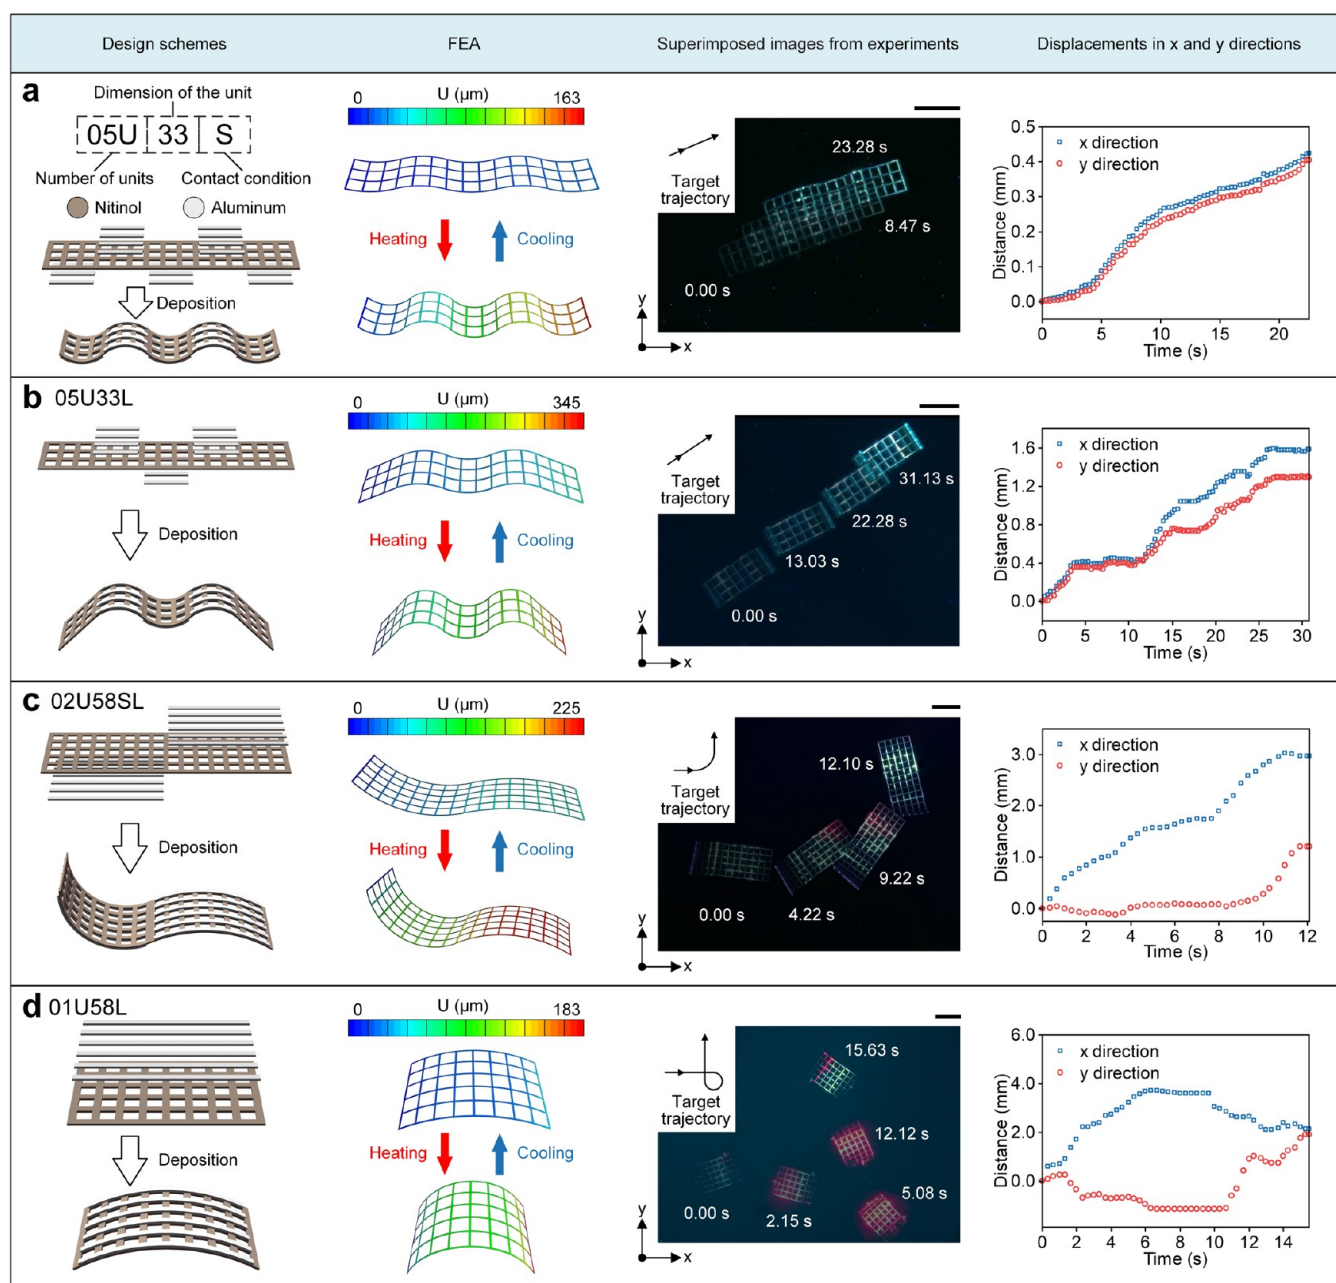 Design schemes
FEA
Superimposed images from experiments
Displacements in x and y directions
a
Dimension of the unit
05U 33 S
Number of units
Contact condition
Nitinol
Aluminum
Deposition
U (µm)
0
163
Heating
Cooling
Target
trajectory
23.28 s
8.47 s
0.00 s
y
x
x direction
y direction
Distance (mm)
0.5
0.4
0.3
0.2
0.1
0.0
0 5 10 15 20
Time (s)
b 05U33L
Deposition
U (µm)
0
345
Heating
Cooling
Target
trajectory
31.13 s
22.28 s
13.03 s
0.00 s
y
x
x direction
y direction
Distance (mm)
1.6
1.2
0.8
0.4
0.0
0 5 10 15 20 25 30
Time (s)
c 02U58SL
Deposition
U (µm)
0
225
Heating
Cooling
Target
trajectory
12.10 s
9.22 s
0.00 s
4.22 s
y
x
x direction
y direction
Distance (mm)
3.0
2.0
1.0
0.0
0 2 4 6 8 10 12
Time (s)
d 01U58L
Deposition
U (µm)
0
183
Heating
Cooling
Target
trajectory
15.63 s
12.12 s
5.08 s
0.00 s
2.15 s
y
x
x direction
y direction
Distance (mm)
6.0
4.0
2.0
0.0
0 2 4 6 8 10 12 14
Time (s)